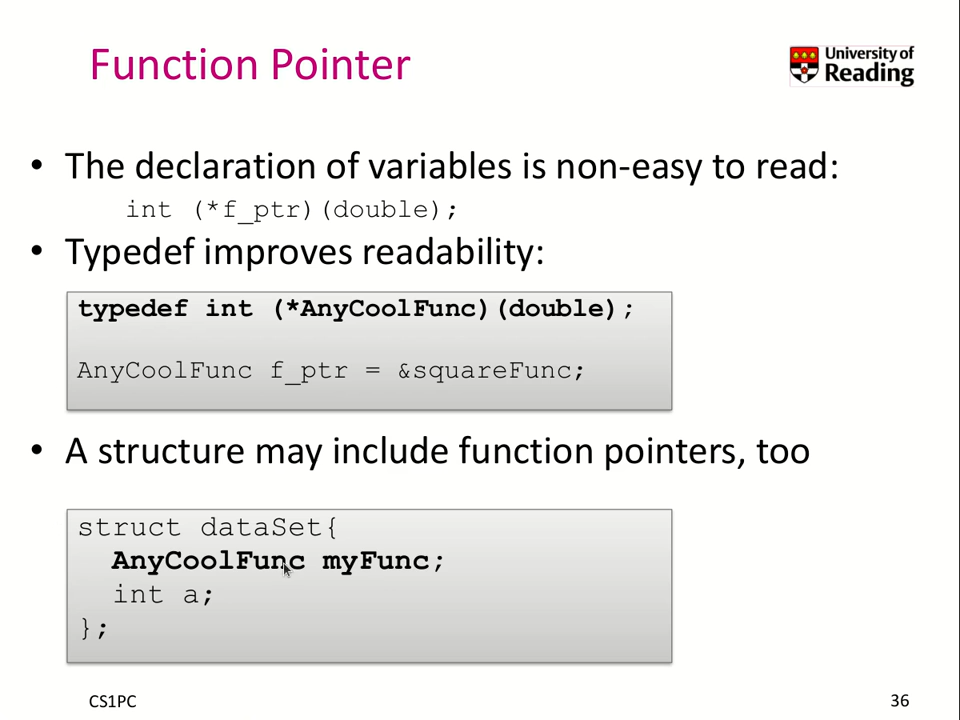 Function Pointer
University of
Reading
• The declaration of variables is non-easy to read:
int (*f_ptr)(double);
• Typedef improves readability:
typedef int (*AnyCoolFunc)(double);
AnyCoolFunc f_ptr = &squareFunc;
• A structure may include function pointers, too
struct dataSet{
AnyCoolFunc myFunc;
int a;
};
CS1PC
36